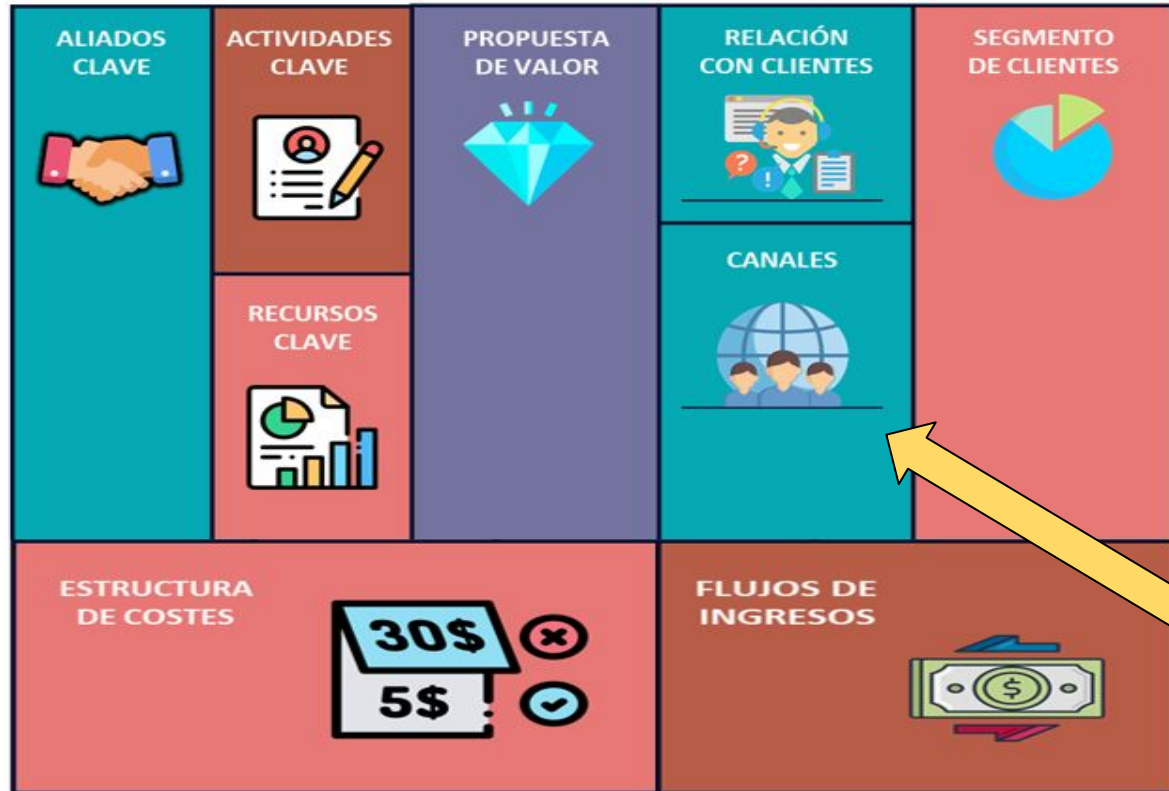 ALIADOS
CLAVE
ACTIVIDADES
CLAVE
RECURSOS
CLAVE
PROPUESTA
DE VALOR
RELACIÓN
CON CLIENTES
?
!
CANALES
SEGMENTO
DE CLIENTES
ESTRUCTURA
DE COSTES
30$
5$
FLUJOS DE
INGRESOS
$